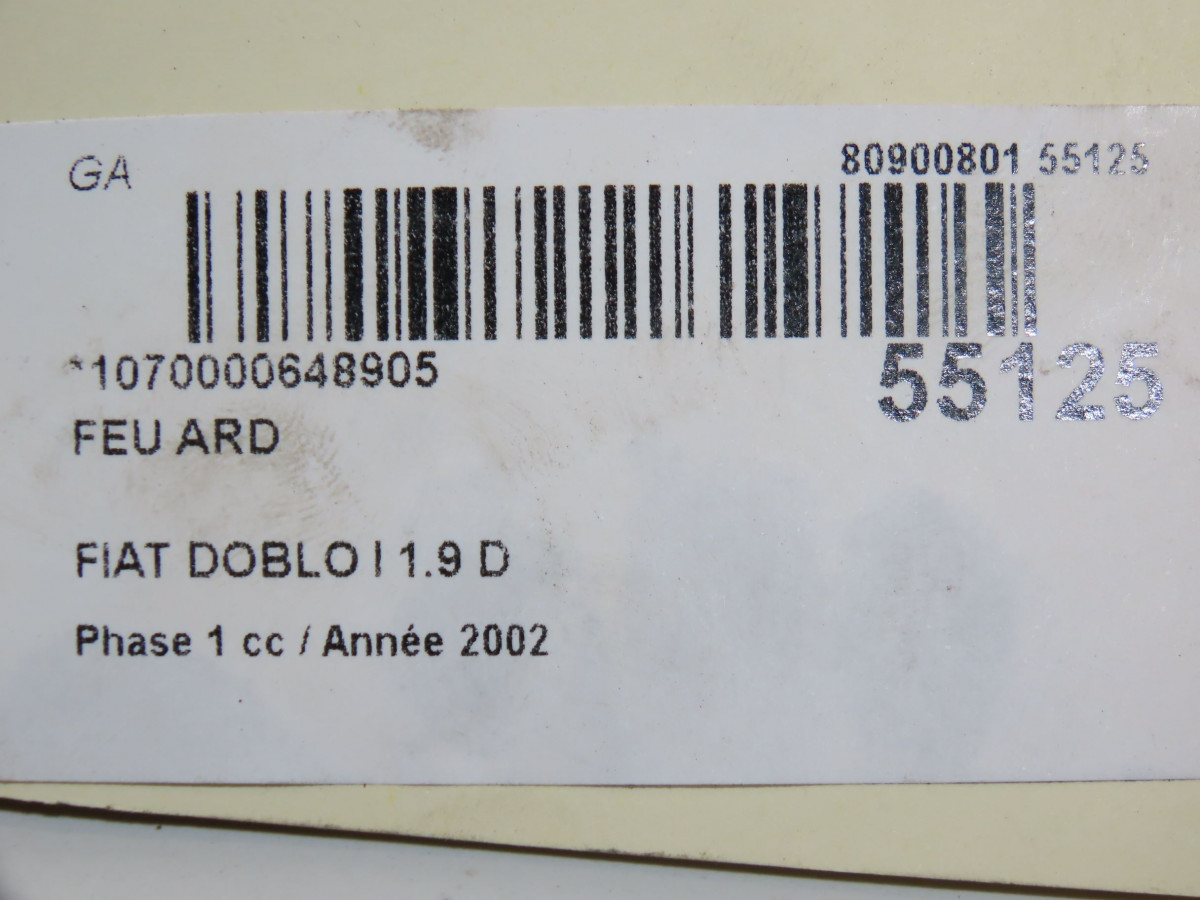 GA
80900801 55125
*1070000648905
55125
FEU ARD
FIAT DOBLO I 1.9 D
Phase 1 cc / Année 2002